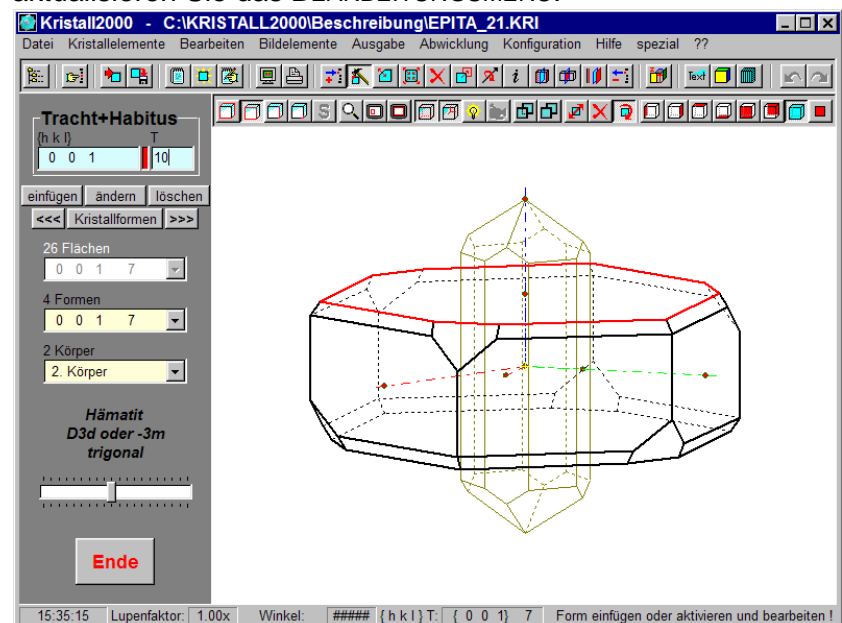 aktualisieren Sie das BEARBEITUNGSMENÜ:
Kristall2000 - C:\KRISTALL2000\Beschreibung\EPITA_21.KRI
Datei Kristallelemente Bearbeiten Bildelemente Ausgabe Abwicklung Konfiguration Hilfe spezial ??
i Text
S
Tracht+Habitus
{h k l} T
0 0 1 10
einfügen ändern löschen
<<< Kristallformen >>>
26 Flächen
0 0 1 7
4 Formen
0 0 1 7
2 Körper
2. Körper
Hämatit
D3d oder -3m
trigonal
Ende
15:35:15 Lupenfaktor: 1.00x Winkel: ##### { h k l } T: { 0 0 1} 7 Form einfügen oder aktivieren und bearbeiten !